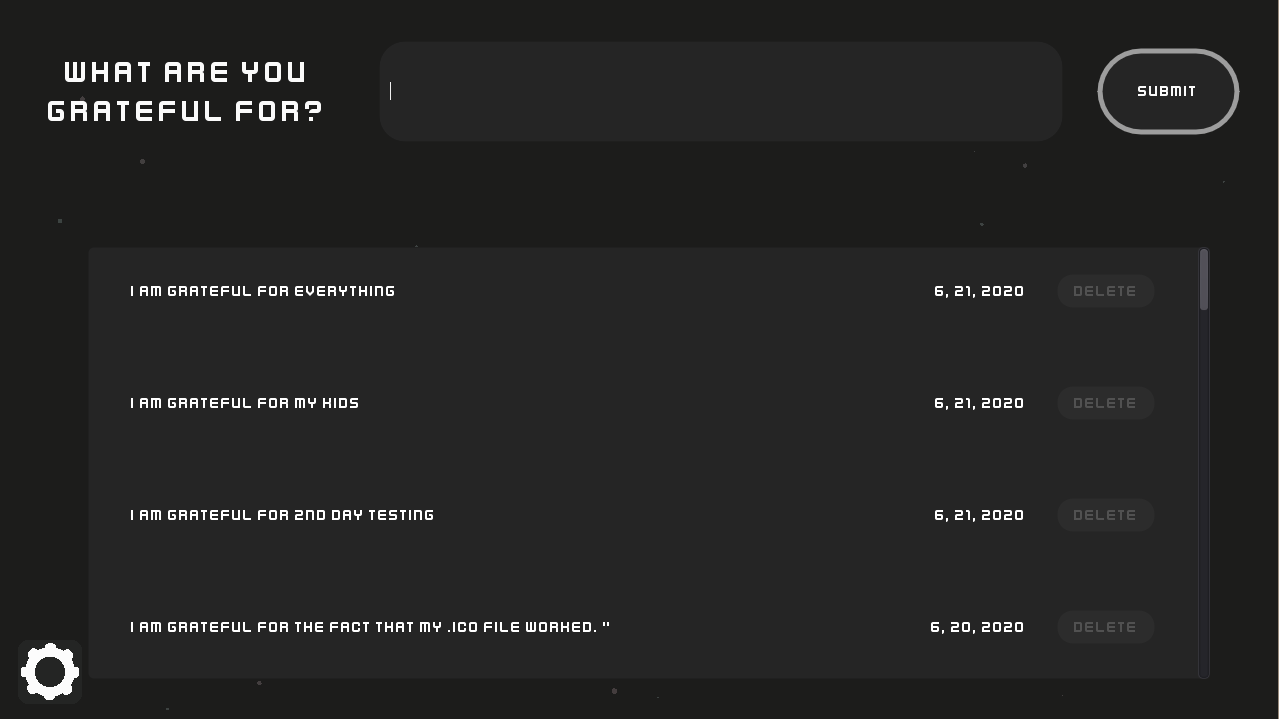 WHAT ARE YOU
GRATEFUL FOR?
SUBMIT
I AM GRATEFUL FOR EVERYTHING 6, 21, 2020 DELETE
I AM GRATEFUL FOR MY KIDS 6, 21, 2020 DELETE
I AM GRATEFUL FOR 2ND DAY TESTING 6, 21, 2020 DELETE
I AM GRATEFUL FOR THE FACT THAT MY .ICO FILE WORKED. " 6, 20, 2020 DELETE